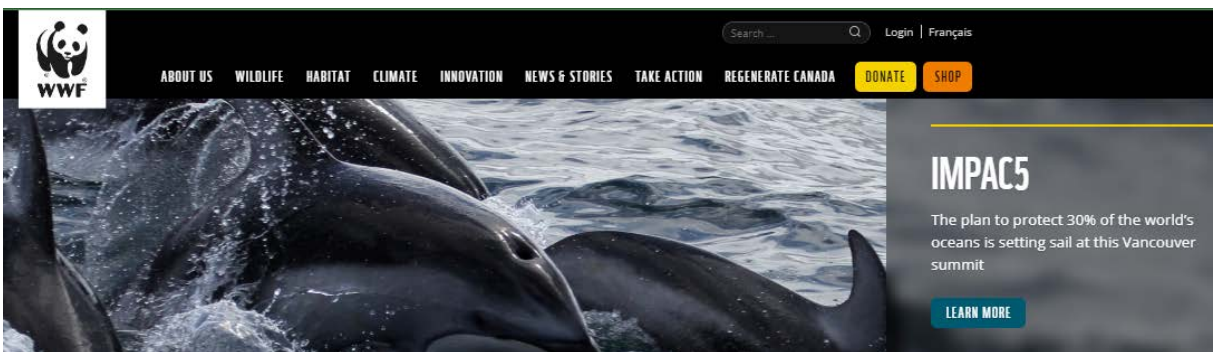 Search ...
Login | Français
WWF
ABOUT US WILDLIFE HABITAT CLIMATE INNOVATION NEWS & STORIES TAKE ACTION REGENERATE CANADA DONATE SHOP
IMPAC5
The plan to protect 30% of the world's
oceans is setting sail at this Vancouver
summit
LEARN MORE